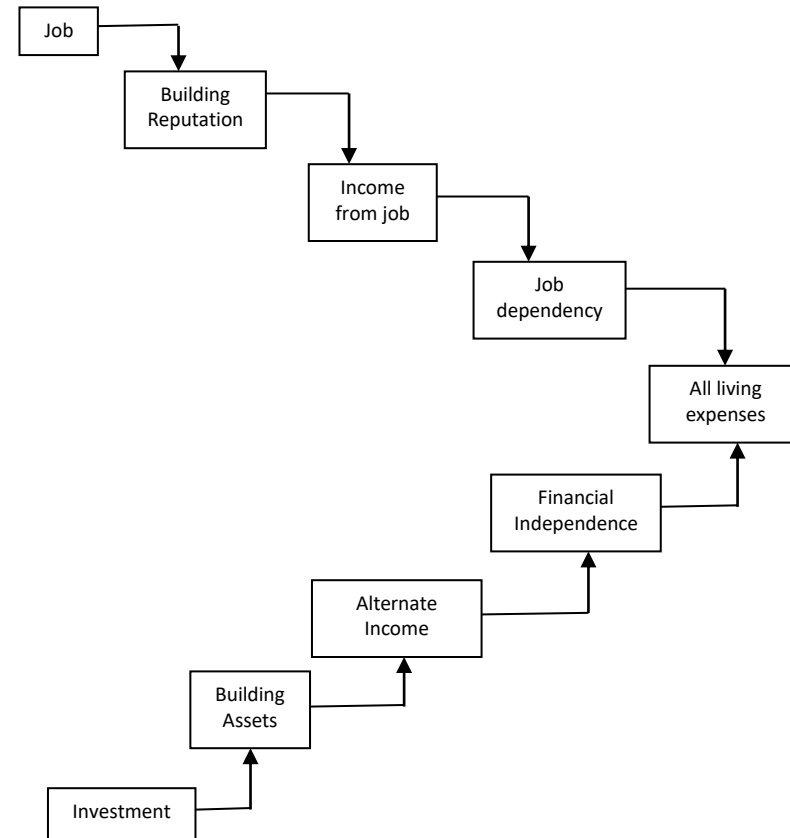 Job
Building
Reputation
Income
from job
Job
dependency
All living
expenses
Financial
Independence
Alternate
Income
Building
Assets
Investment